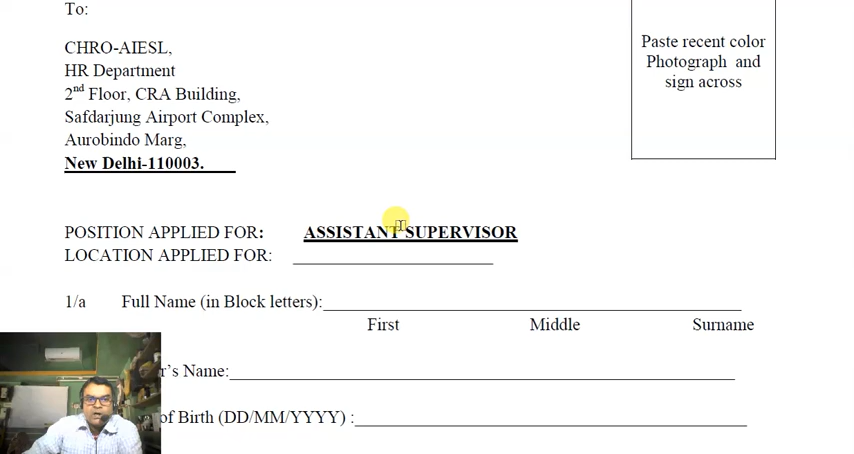 To:
Paste recent color
Photograph and
sign across
CHRO-AIESL,
HR Department
2nd Floor, CRA Building,
Safdarjung Airport Complex,
Aurobindo Marg,
New Delhi-110003.
POSITION APPLIED FOR: ASSISTANT SUPERVISOR
LOCATION APPLIED FOR:
1/a Full Name (in Block letters):
First Middle Surname
r's Name:
of Birth (DD/MM/YYYY) :